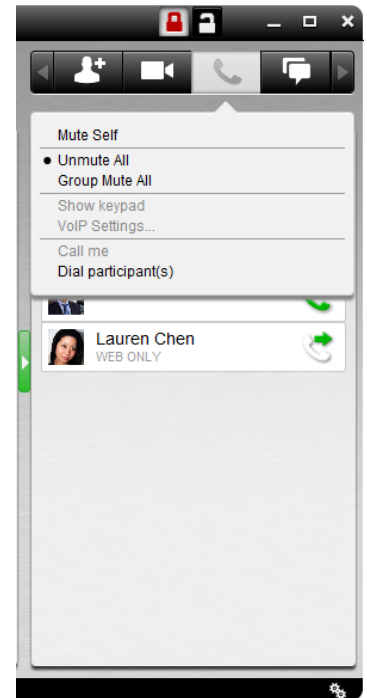 Mute Self
Unmute All
Group Mute All
Show keypad
VoIP Settings...
Call me
Dial participant(s)
Lauren Chen
WEB ONLY